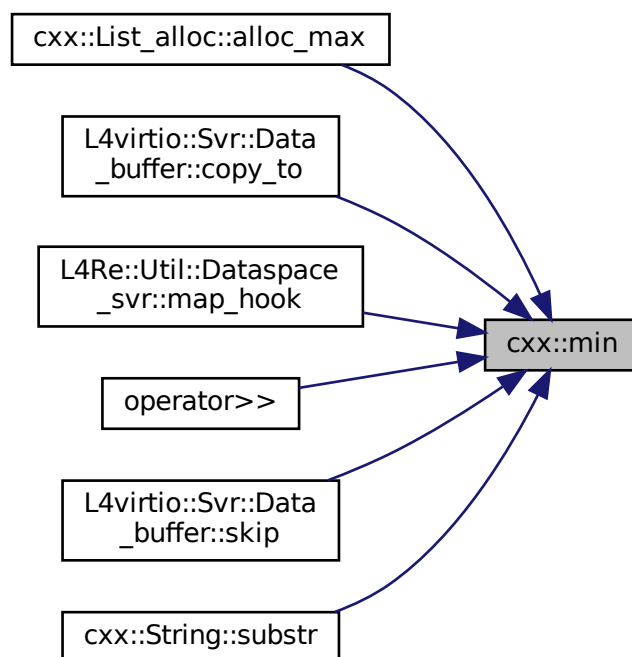 cxx::List_alloc::alloc_max
L4virtio::Svr::Data
_buffer::copy_to
L4Re::Util::Dataspace
_svr::map_hook
cxx::min
operator>>
L4virtio::Svr::Data
_buffer::skip
cxx::String::substr